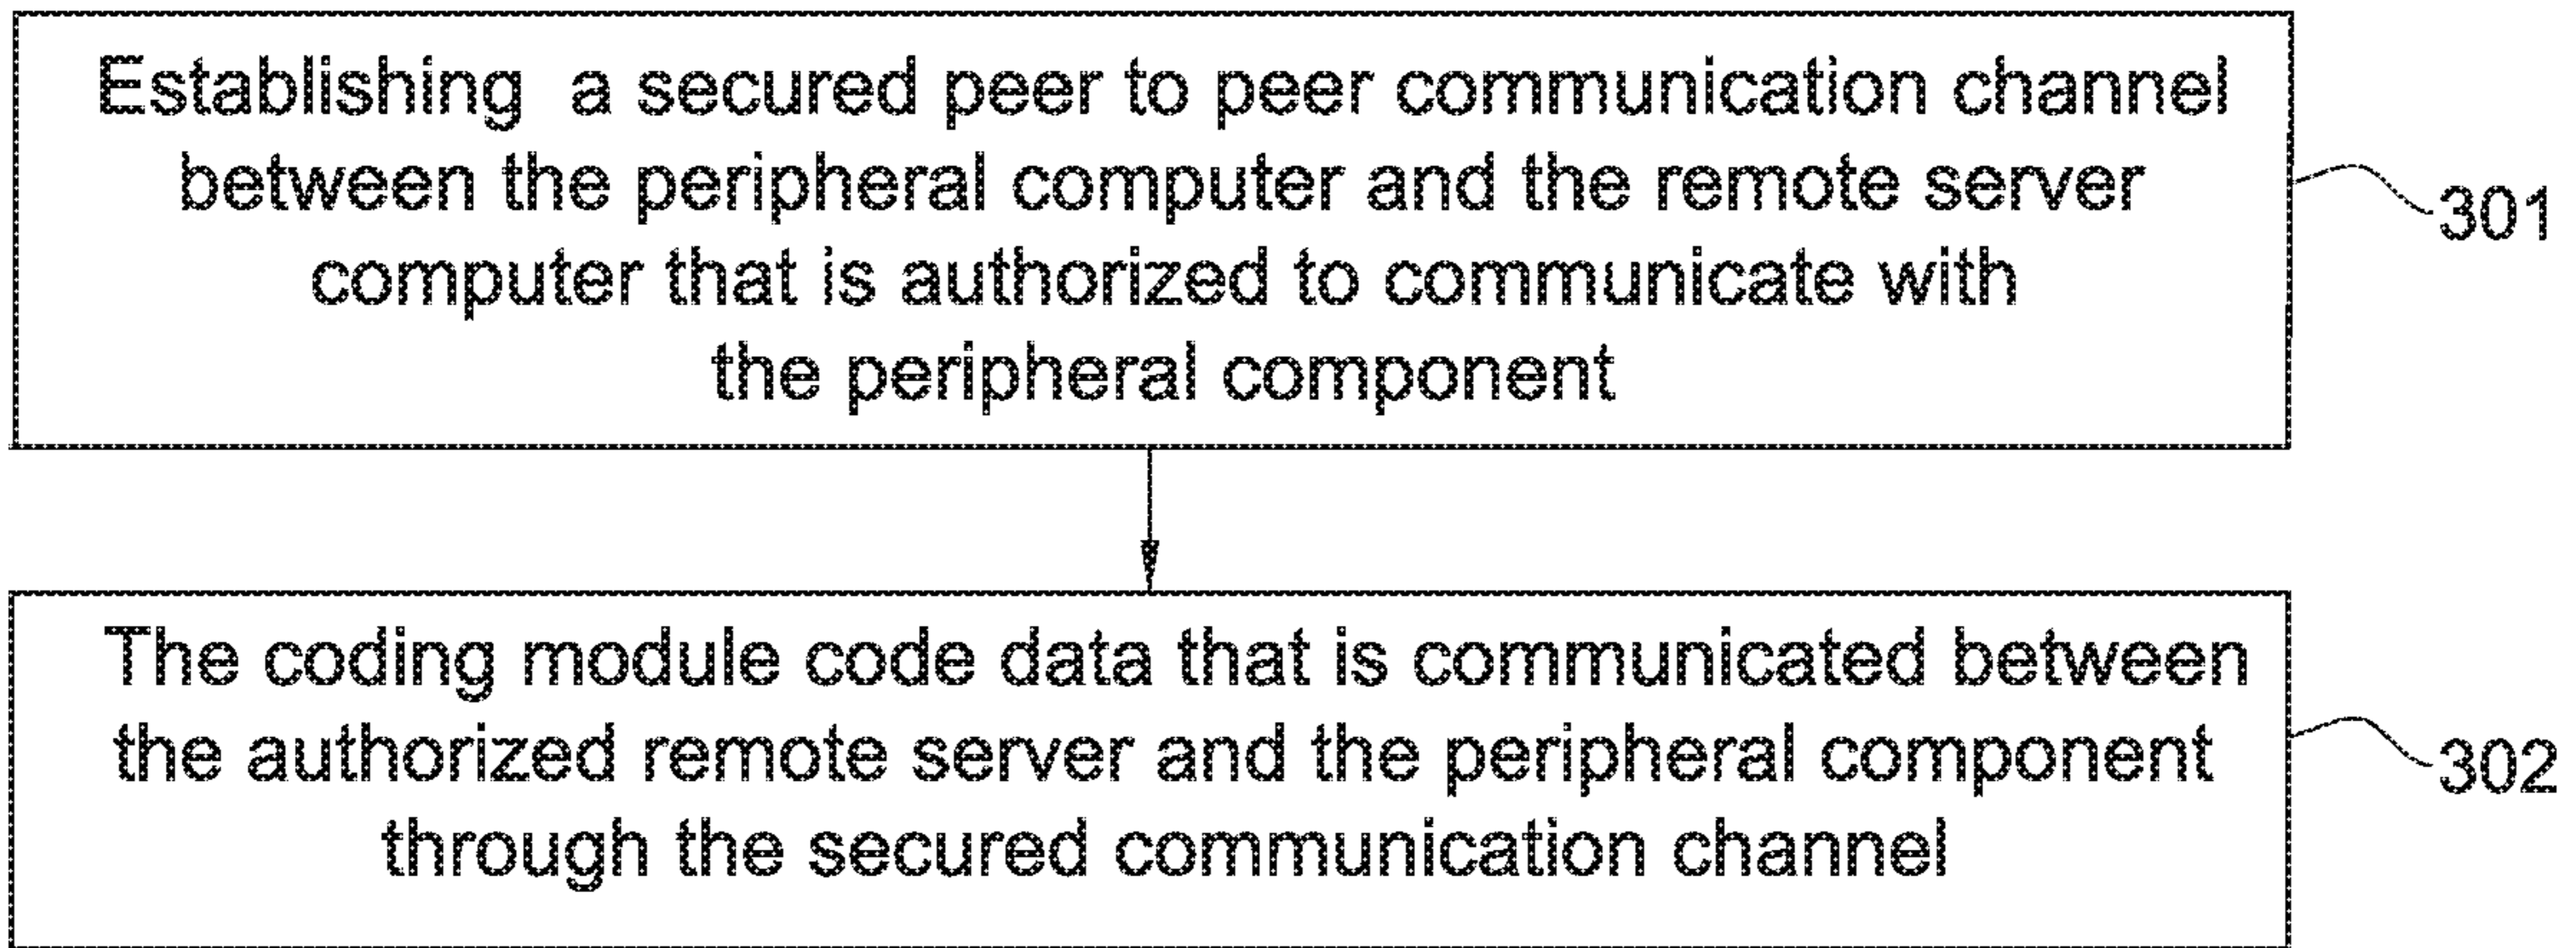 Establishing a secured peer to peer communication channel
between the peripheral computer and the remote server
computer that is authorized to communicate with
the peripheral component
301
The coding module code data that is communicated between
the authorized remote server and the peripheral component
through the secured communication channel
302